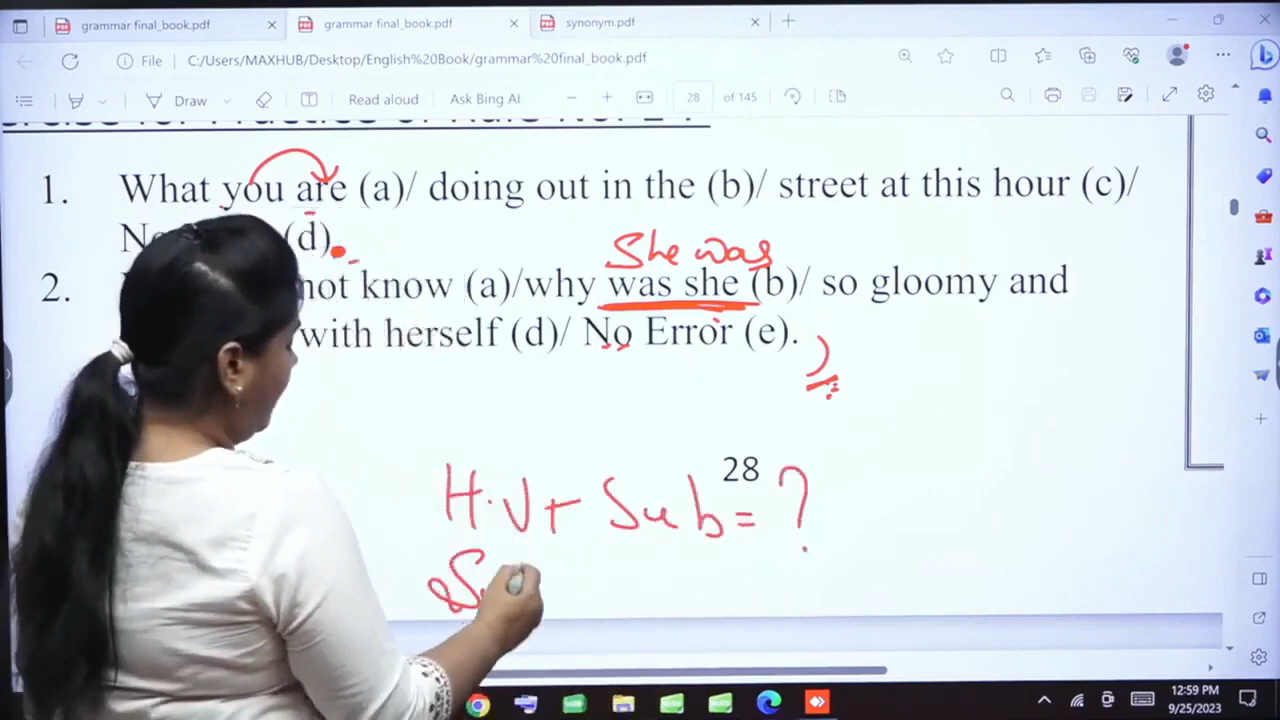 grammar final_book.pdf
grammar final_book.pdf
synonym.pdf
File C:/Users/MAXHUB/Desktop/English%20Book/grammar%20final_book.pdf
Draw
Read aloud
Ask Bing AI
28 of 145
1. What you are (a)/ doing out in the (b)/ street at this hour (c)/
(d).
She was
2. not know (a)/why was she (b)/ so gloomy and
with herself (d)/ No Error (e).
28
H.V + Sub = ?
12:59 PM
9/25/2023